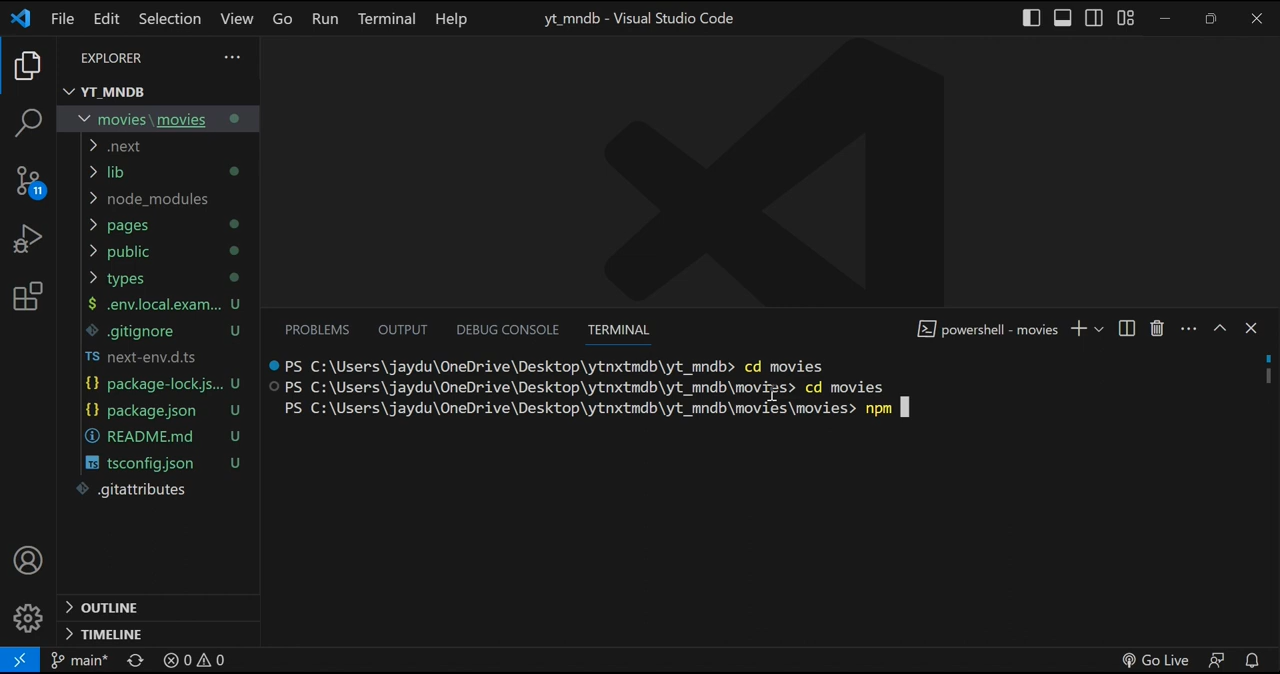 File Edit Selection View Go Run Terminal Help yt_mndb - Visual Studio Code
EXPLORER
YT_MNDB
movies\movies
.next
lib
node_modules
pages
public
types
$ .env.local.exam... U
.gitignore U
TS next-env.d.ts
{} package-lock.js... U
{} package.json U
README.md U
TS tsconfig.json U
.gitattributes
OUTLINE
TIMELINE
11
PROBLEMS OUTPUT DEBUG CONSOLE TERMINAL powershell - movies
PS C:\Users\jaydu\OneDrive\Desktop\ytnxtmdb\yt_mndb> cd movies
PS C:\Users\jaydu\OneDrive\Desktop\ytnxtmdb\yt_mndb\movies> cd movies
PS C:\Users\jaydu\OneDrive\Desktop\ytnxtmdb\yt_mndb\movies\movies> npm
main* 0 0 Go Live